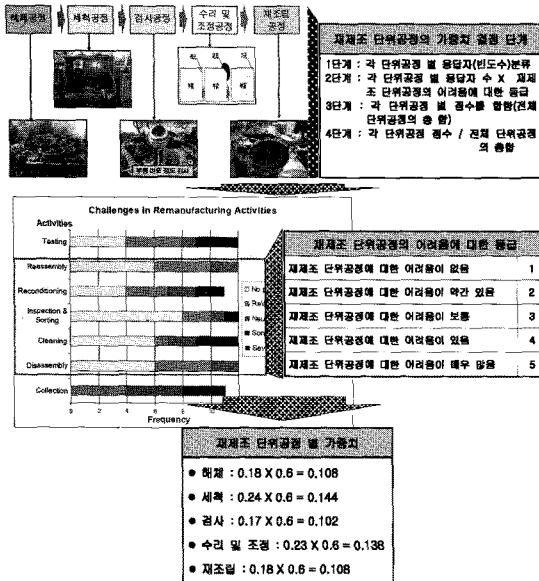 해체공정
세척공정
검사공정
수리 및
조정공정
재조립
공정
재제조 단위공정의 가중치 결정 단계
1단계 : 각 단위공정 별 응답자(빈도수)분류
2단계 : 각 단위공정 별 응답자 수 X 재제
조 단위공정의 어려움에 대한 등급
3단계 : 각 단위공정 별 점수를 합함(전체
단위공정의 총 합)
4단계 : 각 단위공정 점수 / 전체 단위공정
의 총합
Challenges in Remanufacturing Activities
Activities
Testing
Reassembly
Reconditioning
Inspection &
Sorting
Cleaning
Disassembly
Collection
0 2 4 6 8
Frequency
재제조 단위공정의 어려움에 대한 등급
재제조 단위공정에 대한 어려움이 없음 1
재제조 단위공정에 대한 어려움이 약간 있음 2
재제조 단위공정에 대한 어려움이 보통 3
재제조 단위공정에 대한 어려움이 있음 4
재제조 단위공정에 대한 어려움이 매우 많음 5
재제조 단위공정 별 가중치
● 해체 : 0.18 X 0.6 = 0.108
● 세척 : 0.24 X 0.6 = 0.144
● 검사 : 0.17 X 0.6 = 0.102
● 수리 및 조정 : 0.23 X 0.6 = 0.138
● 재조립 : 0.18 X 0.6 = 0.108